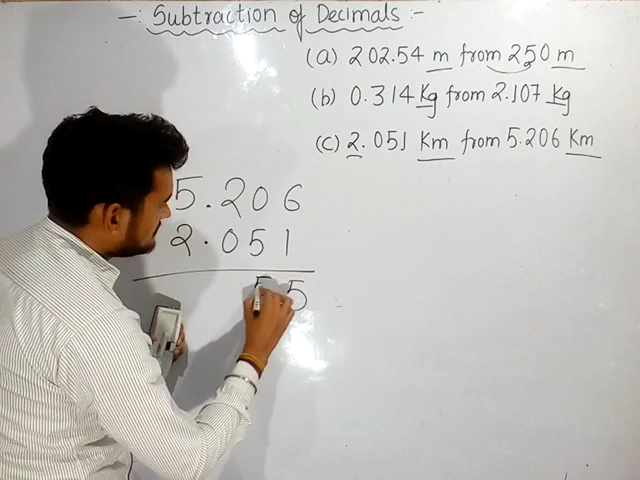 -: Subtraction of Decimals :-
(a) 202.54 m from 250 m
(b) 0.314 Kg from 2.107 Kg
(c) 2.051 Km from 5.206 Km
5.206
2.051
55